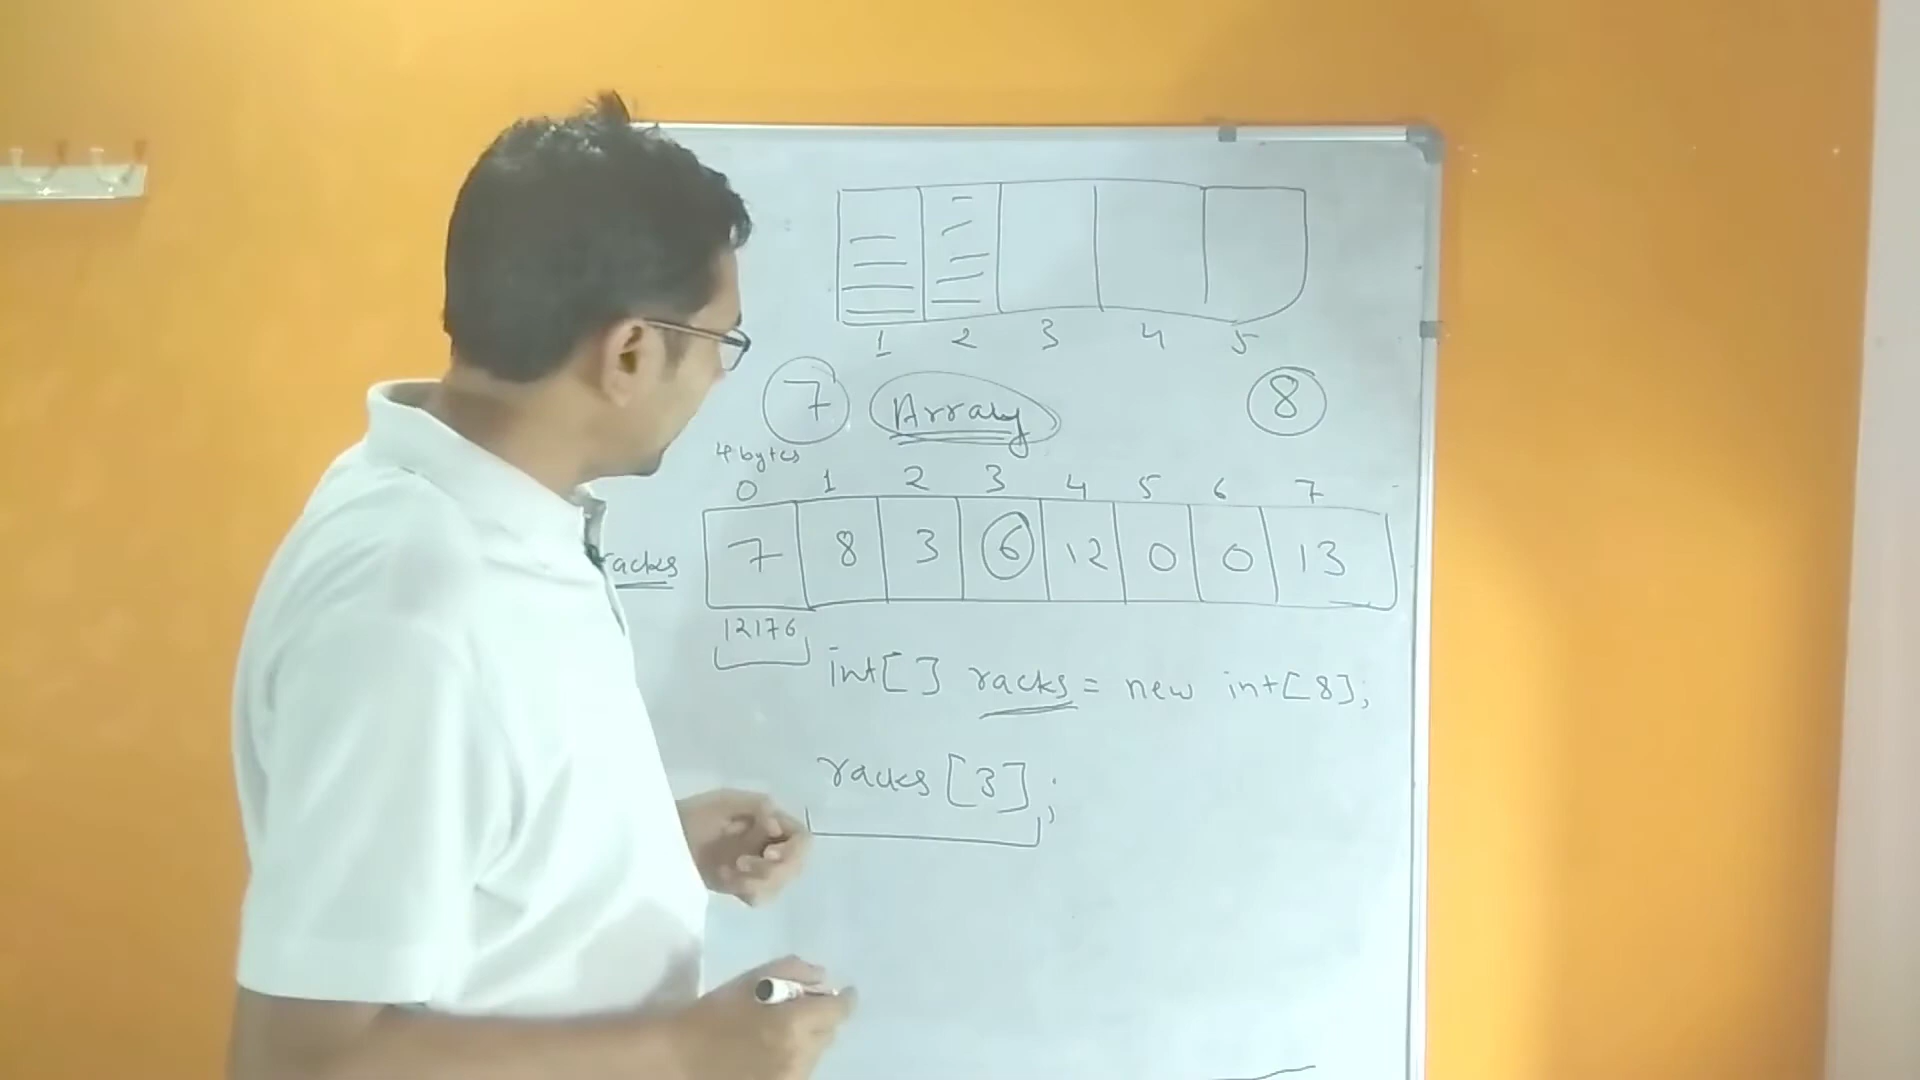 1 2 3 4 5
7 Array 8
4 bytes
0 1 2 3 4 5 6 7
racks 7 8 3 6 12 0 0 13
12176
int[] racks = new int[8];
racks[3];